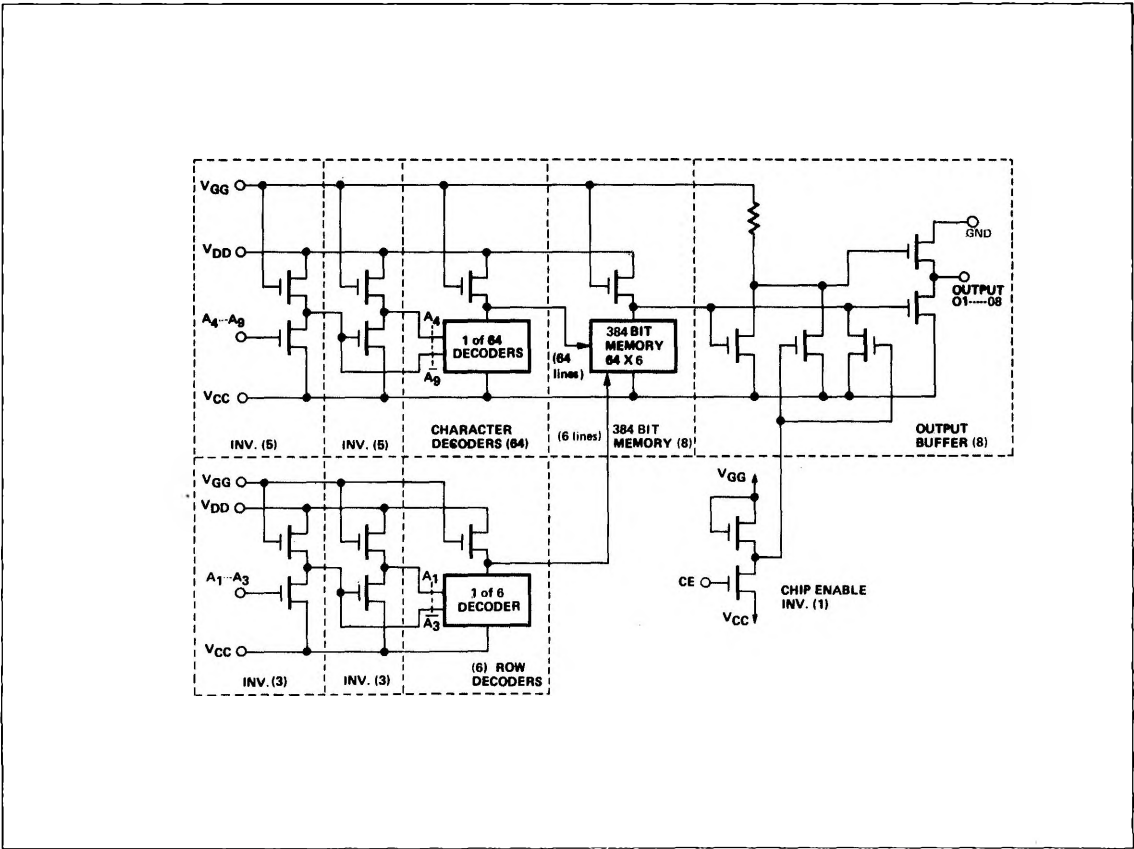 VGG
VDD
GND
OUTPUT
O1-----08
A4---A9
A4
1 of 64
DECODERS
A̅9
(64
lines)
384 BIT
MEMORY
64 X 6
VCC
INV. (5)
INV. (5)
CHARACTER
DECODERS (64)
(6 lines)
384 BIT
MEMORY (8)
OUTPUT
BUFFER (8)
VGG
VDD
A1---A3
A1
1 of 6
DECODER
A̅3
VCC
INV. (3)
INV. (3)
(6) ROW
DECODERS
VGG
CE
CHIP ENABLE
INV. (1)
VCC